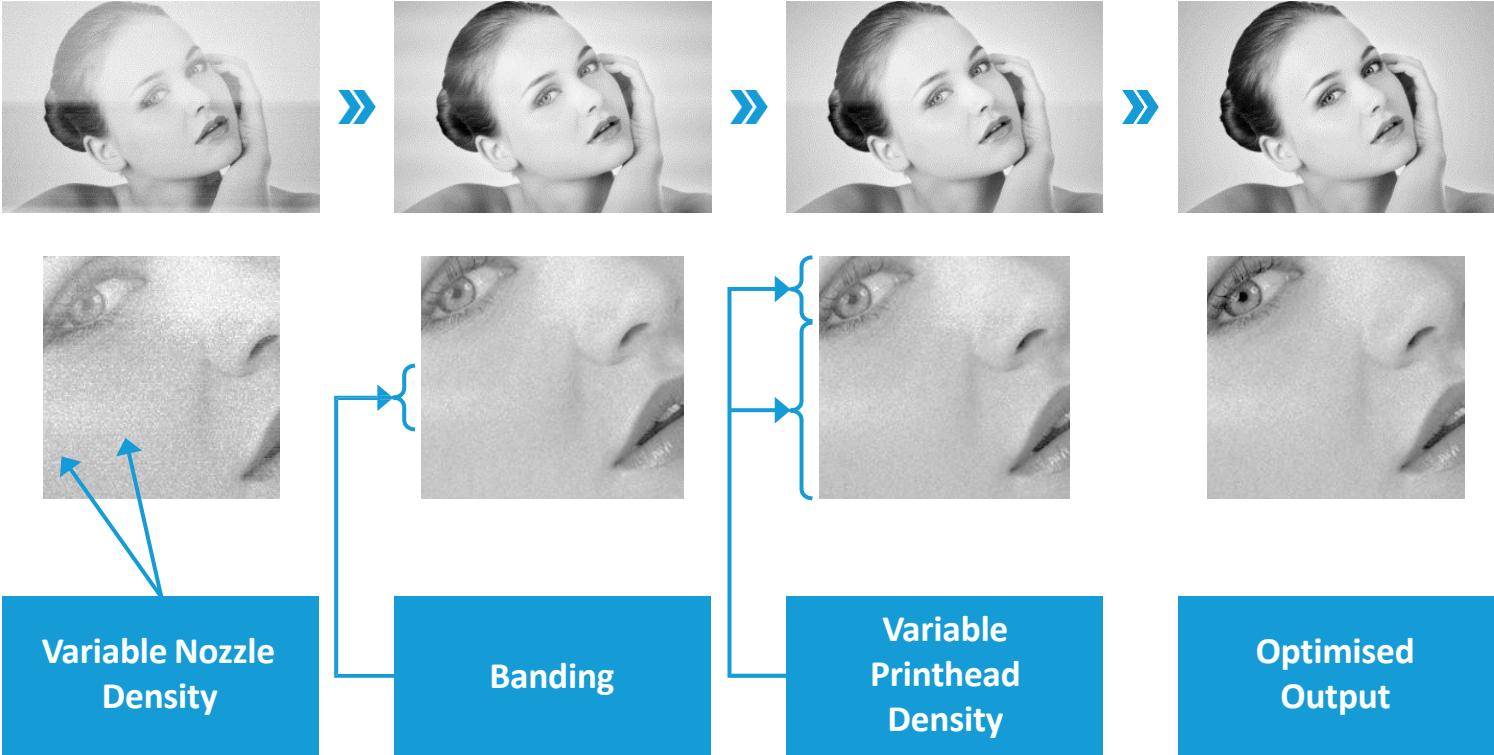 Variable Nozzle
Density
Banding
Variable
Printhead
Density
Optimised
Output